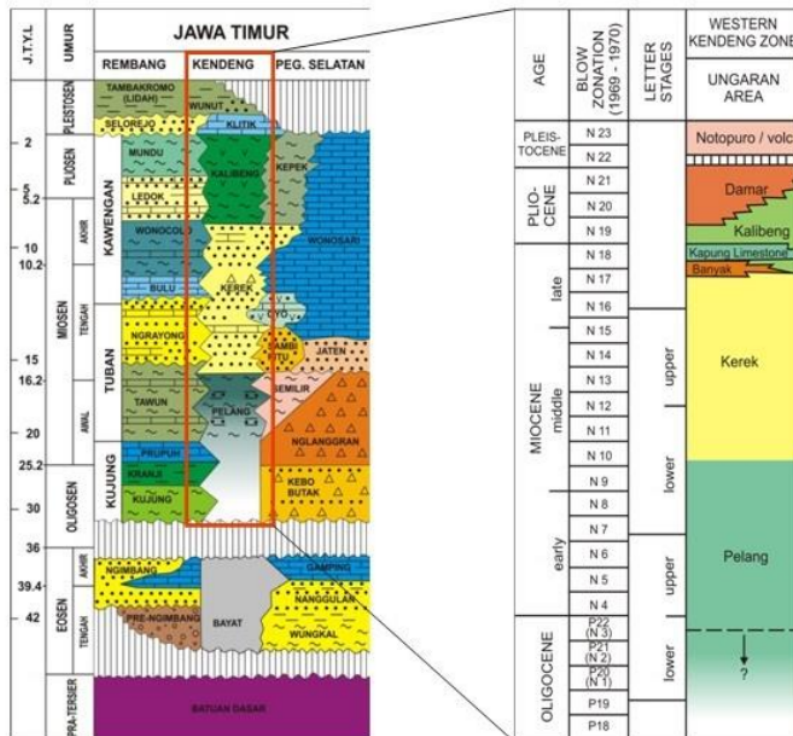 JAWA TIMUR
J.T.Y.L
UMUR
REMBANG
KENDENG
PEG. SELATAN
PLEISTOSEN
TAMBAKROMO
(LIDAH)
WUNUT
SELOREJO
KLITIK
2
PLIOSEN
MUNDU
KALIBENG
KEPEK
5
5.2
LEDOK
KAWENGAN
MIOSEN
AKHIR
WONOCOLO
WONOSARI
10
10.2
BULU
KEREK
TENGAH
OYO
NGRAYONG
SAMBI
PITU
JATEN
15
TUBAN
16.2
SEMILIR
AWAL
TAWUN
PELANG
20
NGLANGGRAN
PRUPUH
25.2
KUJUNG
OLIGOSEN
KRANJI
KEBO
BUTAK
KUJUNG
30
36
EOSEN
AKHIR
NGIMBANG
GAMPING
39.4
NANGGULAN
TENGAH
42
PRE-NGIMBANG
BAYAT
WUNGKAL
PRA-TERSIER
BATUAN DASAR
AGE
BLOW
ZONATION
(1969 - 1970)
LETTER
STAGES
WESTERN
KENDENG ZONE
UNGARAN
AREA
PLEIS-
TOCENE
N 23
N 22
Notopuro / volc
PLIO-
CENE
N 21
N 20
N 19
Damar
Kalibeng
MIOCENE
late
N 18
N 17
N 16
Kapung Limestone
Banyak
middle
N 15
N 14
N 13
N 12
N 11
N 10
N 9
upper
Kerek
lower
early
N 8
N 7
N 6
N 5
N 4
upper
Pelang
OLIGOCENE
P22
(N 3)
P21
(N 2)
P20
(N 1)
P19
P18
lower
?